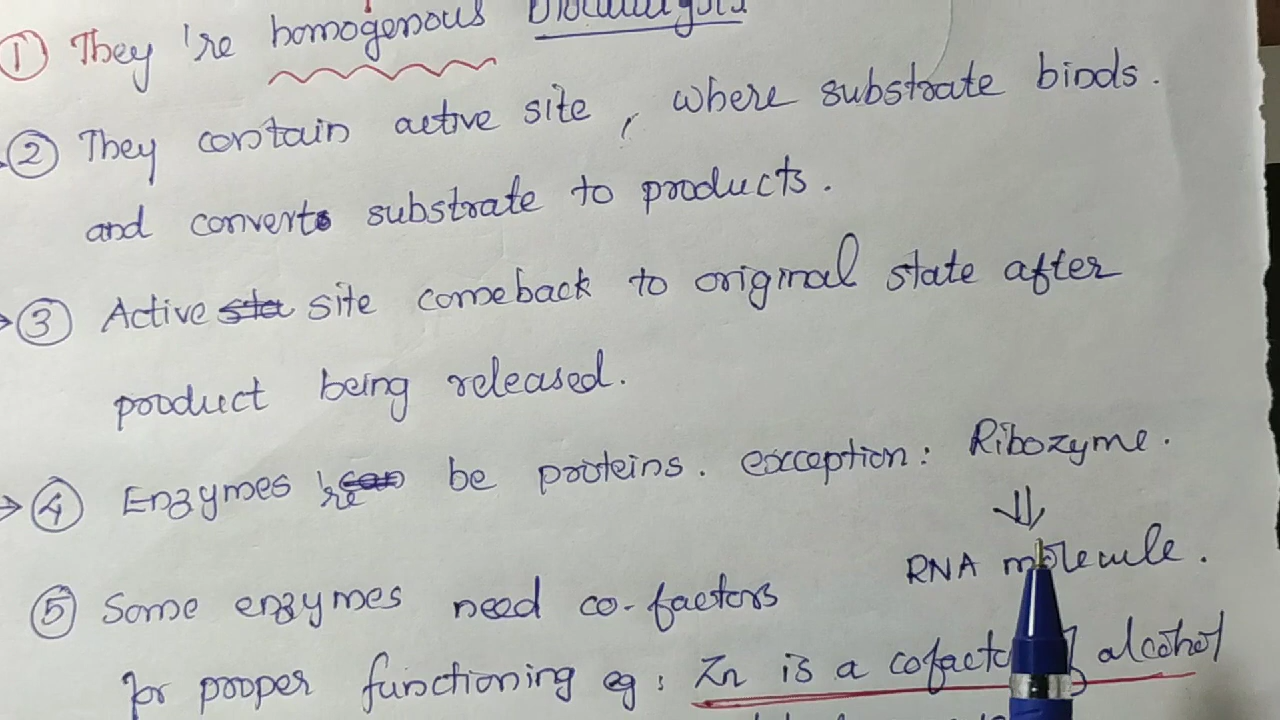 ① They 're homogenous
② They contain active site, where substrate binds.
and converts substrate to products.
③ Active site comeback to original state after
product being released.
④ Enzymes 're be proteins. exception: Ribozyme.
⇓
RNA molecule.
⑤ Some enzymes need co-factors
for proper functioning eg: Zn is a cofactor of alcohol